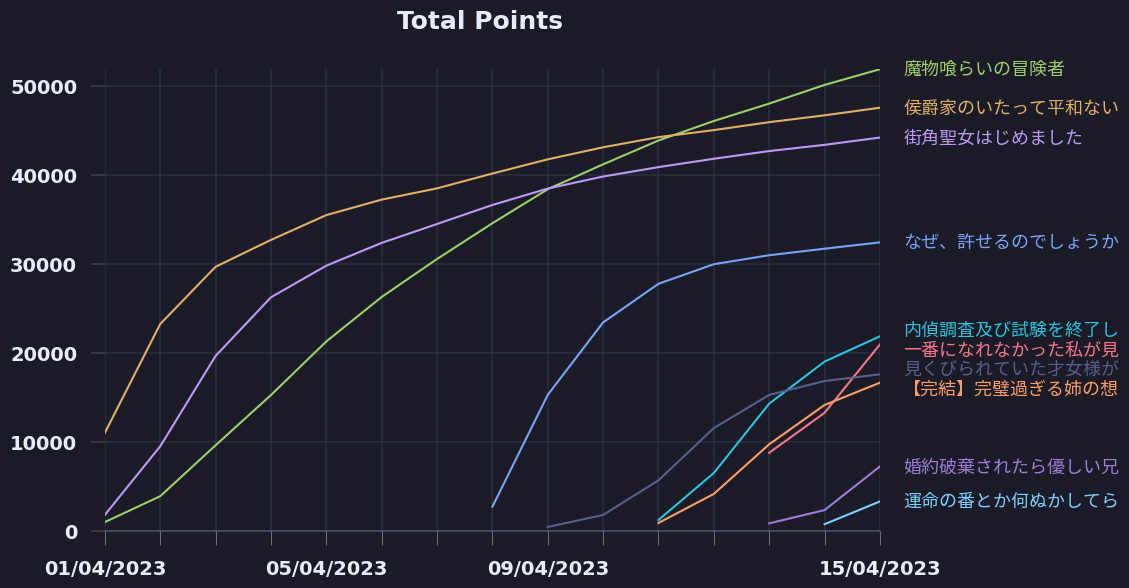 Total Points
50000
40000
30000
20000
10000
0
01/04/2023
05/04/2023
09/04/2023
15/04/2023
魔物喰らいの冒険者
侯爵家のいたって平和ない
街角聖女はじめました
なぜ、許せるのでしょうか
内偵調査及び試験を終了し
一番になれなかった私が見
見くびられていた才女様が
【完結】完璧過ぎる姉の想
婚約破棄されたら優しい兄
運命の番とか何ぬかしてら